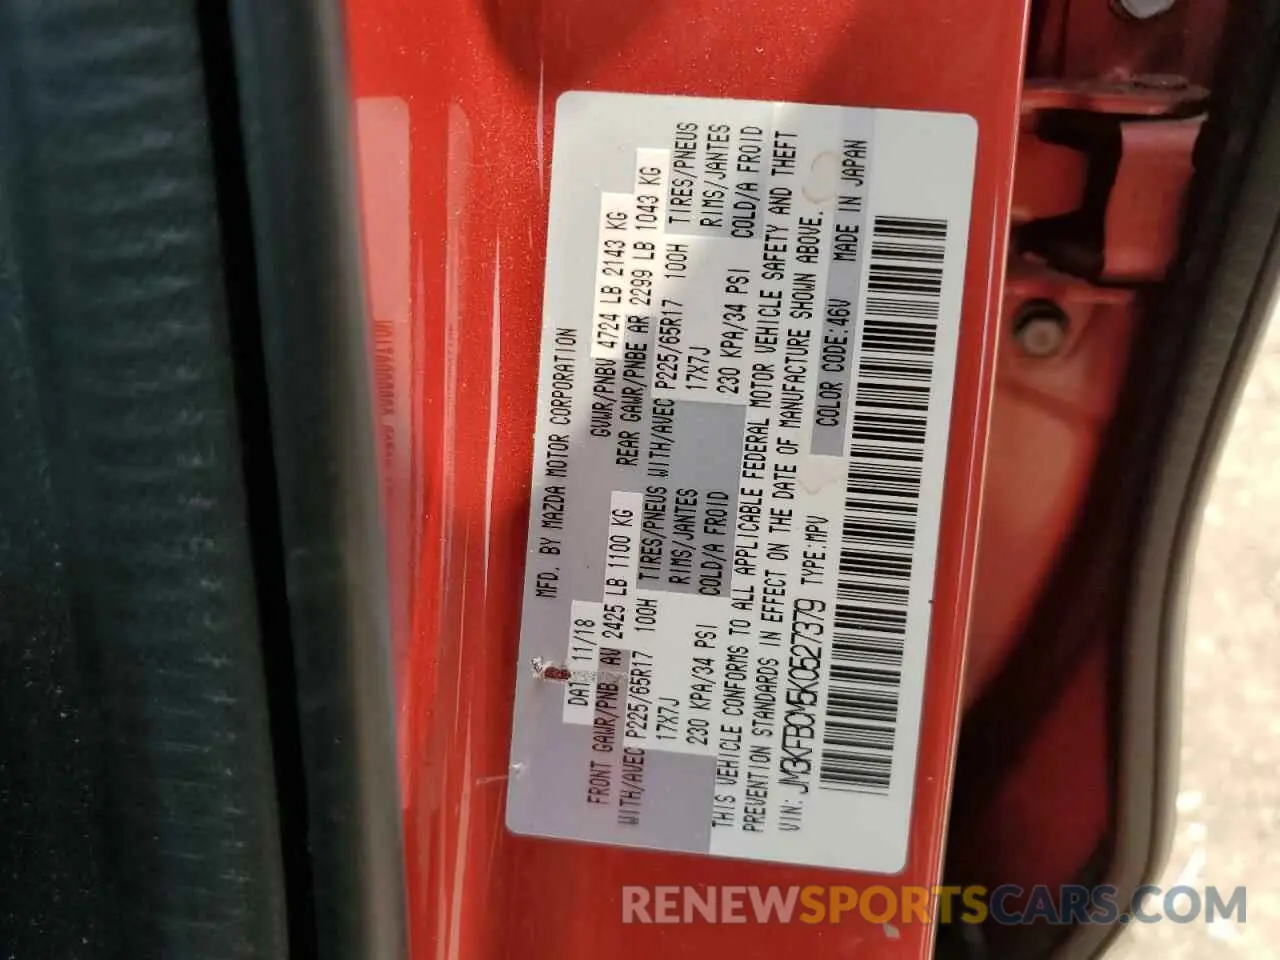 MFD. BY MAZDA MOTOR CORPORATION
DAT 11/18 GVWR/PNBV 4724 LB 2143 KG
FRONT GAWR/PNB AV 2425 LB 1100 KG REAR GAWR/PNBE AR 2299 LB 1043 KG
WITH/AVEC P225/65R17 100H TIRES/PNEUS WITH/AVEC P225/65R17 100H TIRES/PNEUS
17X7J RIMS/JANTES 17X7J RIMS/JANTES
230 KPA/34 PSI COLD/A FROID 230 KPA/34 PSI COLD/A FROID
THIS VEHICLE CONFORMS TO ALL APPLICABLE FEDERAL MOTOR VEHICLE SAFETY AND THEFT
PREVENTION STANDARDS IN EFFECT ON THE DATE OF MANUFACTURE SHOWN ABOVE.
VIN: JM3KFBCM5K0527379 TYPE:MPV COLOR CODE:46V MADE IN JAPAN
RENEWSPORTSCARS.COM